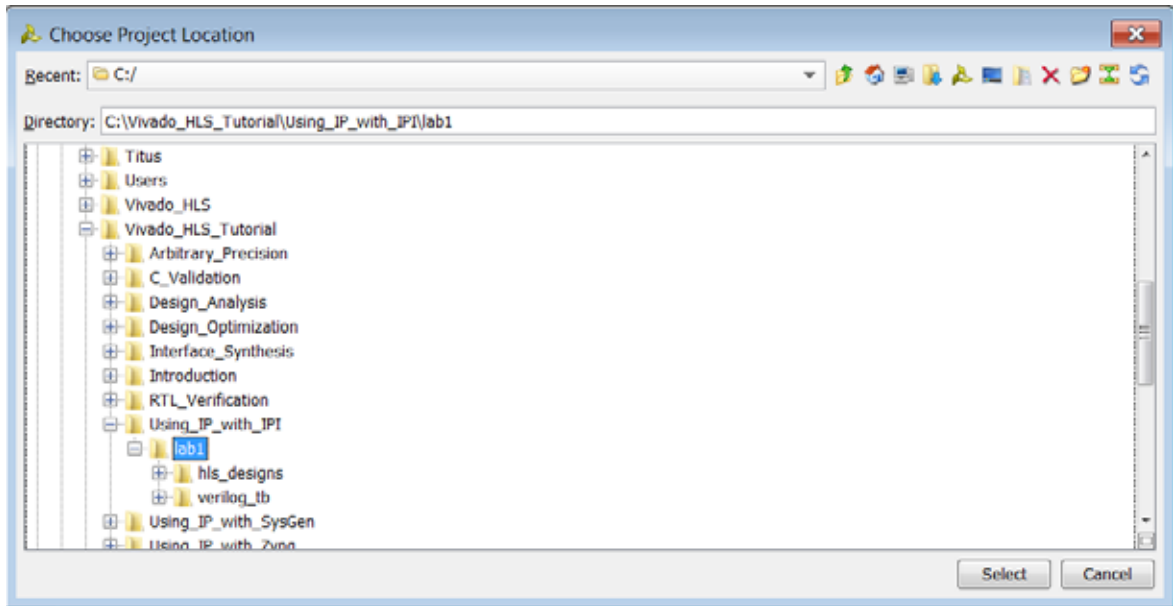 Choose Project Location
Recent: C:/
Directory: C:\Vivado_HLS_Tutorial\Using_IP_with_IPI\lab1
Titus
Users
Vivado_HLS
Vivado_HLS_Tutorial
Arbitrary_Precision
C_Validation
Design_Analysis
Design_Optimization
Interface_Synthesis
Introduction
RTL_Verification
Using_IP_with_IPI
lab1
hls_designs
verilog_tb
Using_IP_with_SysGen
Using_IP_with_Zynq
Select Cancel